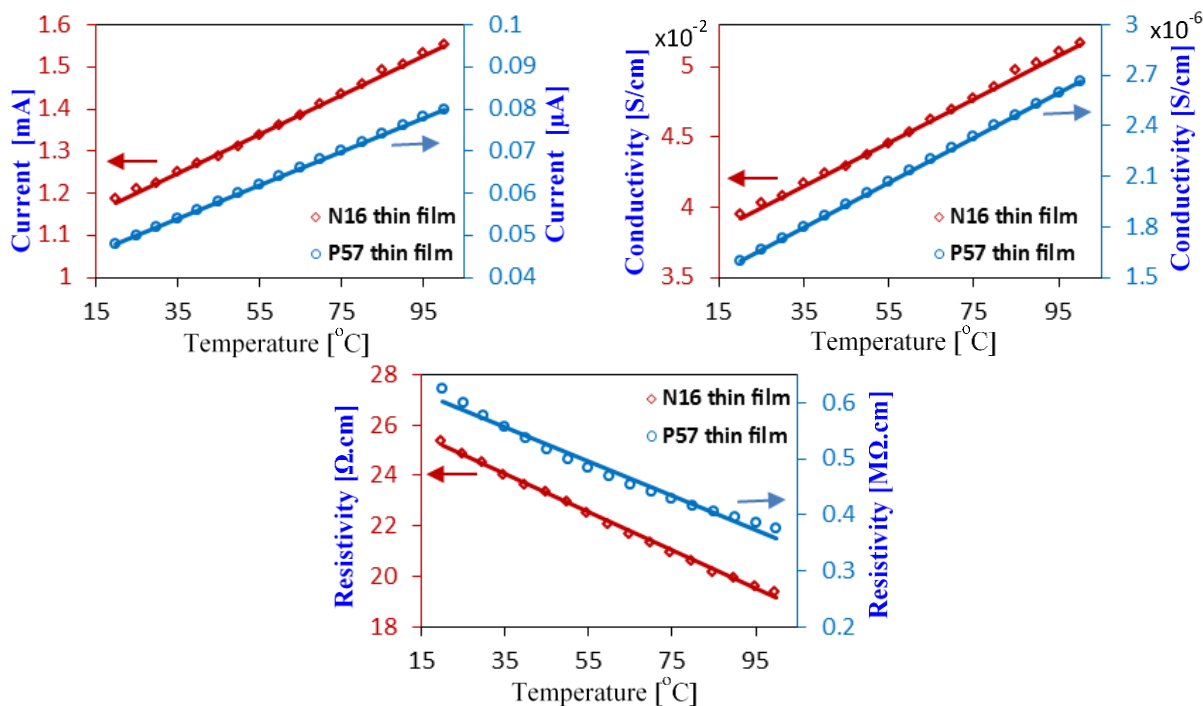 Current [mA]
1.6
1.5
1.4
1.3
1.2
1.1
1
0.1
0.09
0.08
0.07
0.06
0.05
0.04
Current [µA]
N16 thin film
P57 thin film
15 35 55 75 95
Temperature [°C]
x10⁻²
x10⁻⁶
Conductivity [S/cm]
5
4.5
4
3.5
3
2.7
2.4
2.1
1.8
1.5
Conductivity [S/cm]
N16 thin film
P57 thin film
15 35 55 75 95
Temperature [°C]
Resistivity [Ω.cm]
28
26
24
22
20
18
0.6
0.5
0.4
0.3
0.2
Resistivity [MΩ.cm]
N16 thin film
P57 thin film
15 35 55 75 95
Temperature [°C]